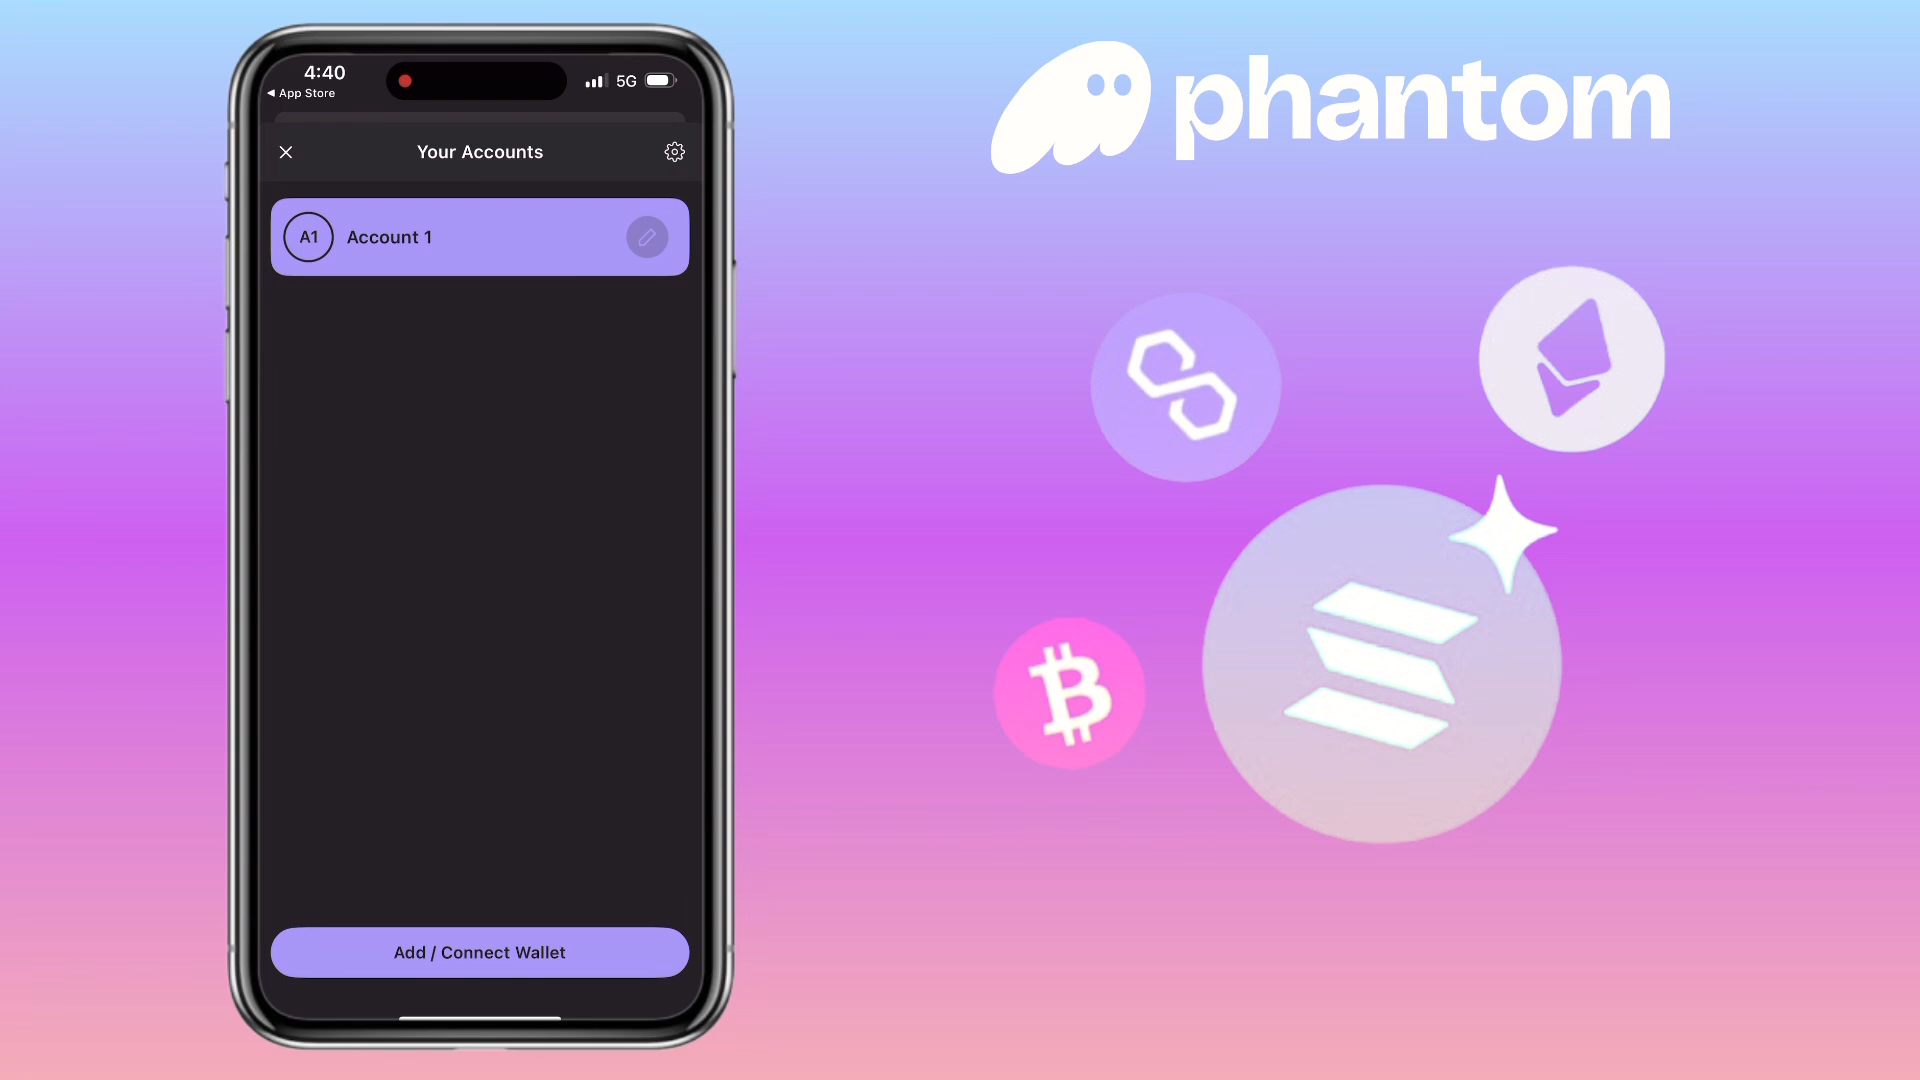 4:40
5G
◀ App Store
Your Accounts
A1 Account 1
Add / Connect Wallet
phantom